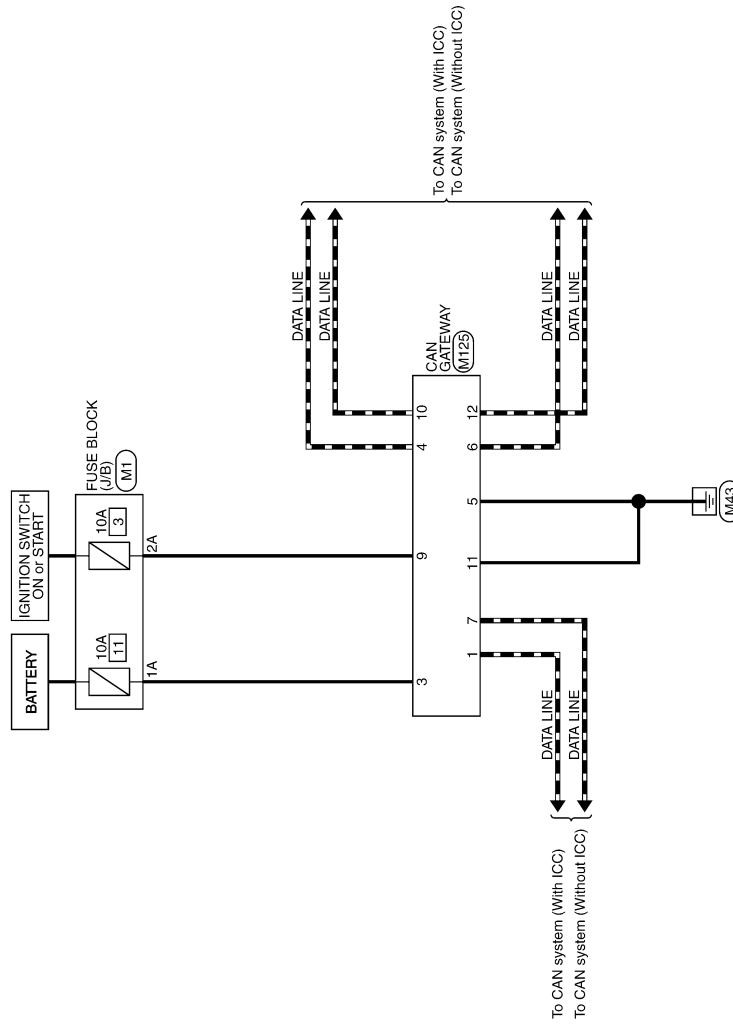 BATTERY
IGNITION SWITCH
ON or START
FUSE BLOCK
(J/B)
M1
10A
11
10A
3
1A
2A
3
9
4
10
CAN
GATEWAY
M125
1
7
11
5
6
12
DATA LINE
DATA LINE
DATA LINE
DATA LINE
DATA LINE
DATA LINE
To CAN system (With ICC)
To CAN system (Without ICC)
To CAN system (With ICC)
To CAN system (Without ICC)
M43